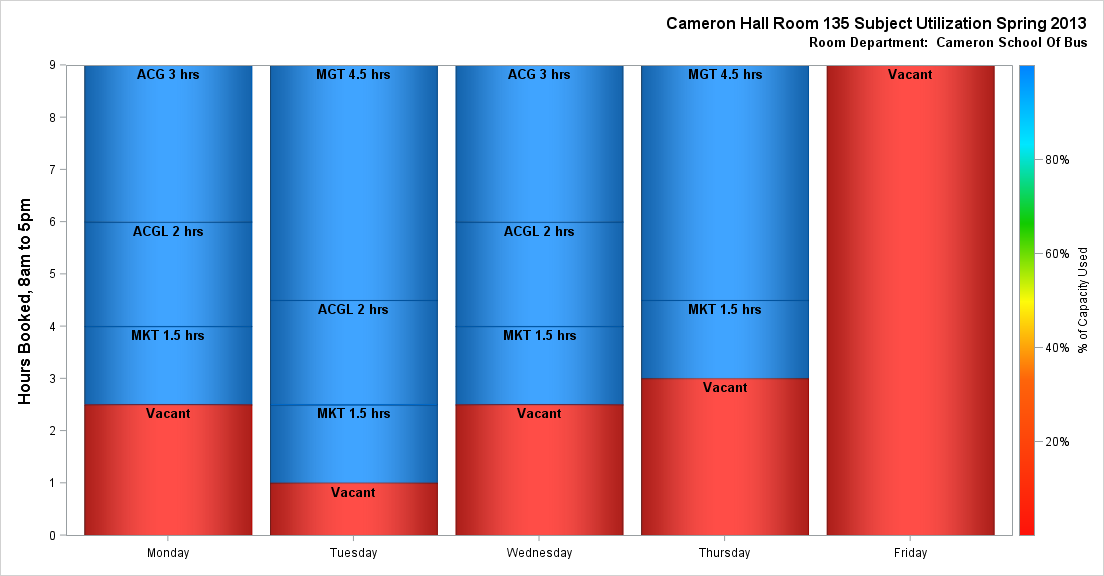 Cameron Hall Room 135 Subject Utilization Spring 2013
Room Department:  Cameron School Of Bus
Hours Booked, 8am to 5pm
9
8
7
6
5
4
3
2
1
0
ACG 3 hrs
ACGL 2 hrs
MKT 1.5 hrs
Vacant
MGT 4.5 hrs
ACGL 2 hrs
MKT 1.5 hrs
Vacant
ACG 3 hrs
ACGL 2 hrs
MKT 1.5 hrs
Vacant
MGT 4.5 hrs
MKT 1.5 hrs
Vacant
Vacant
Monday
Tuesday
Wednesday
Thursday
Friday
80%
60%
40%
20%
% of Capacity Used